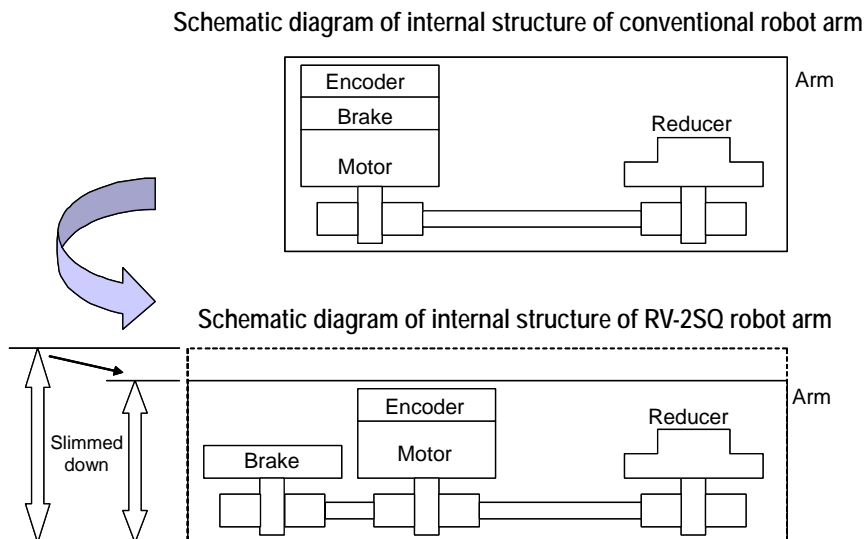 Schematic diagram of internal structure of conventional robot arm
Encoder
Arm
Brake
Reducer
Motor
Schematic diagram of internal structure of RV-2SQ robot arm
Arm
Encoder
Reducer
Slimmed
down
Brake
Motor